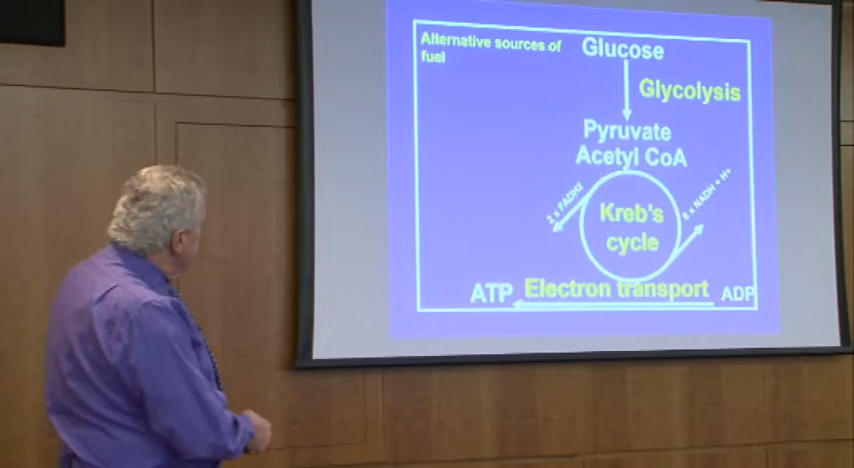 Alternative sources of
fuel
Glucose
Glycolysis
Pyruvate
Acetyl CoA
2 x FADH2
6 x NADH + H+
Kreb's
cycle
ATP
Electron transport
ADP